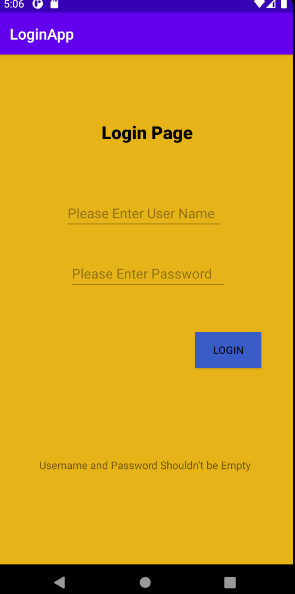 5:06
LoginApp
Login Page
Please Enter User Name
Please Enter Password
LOGIN
Username and Password Shouldn't be Empty